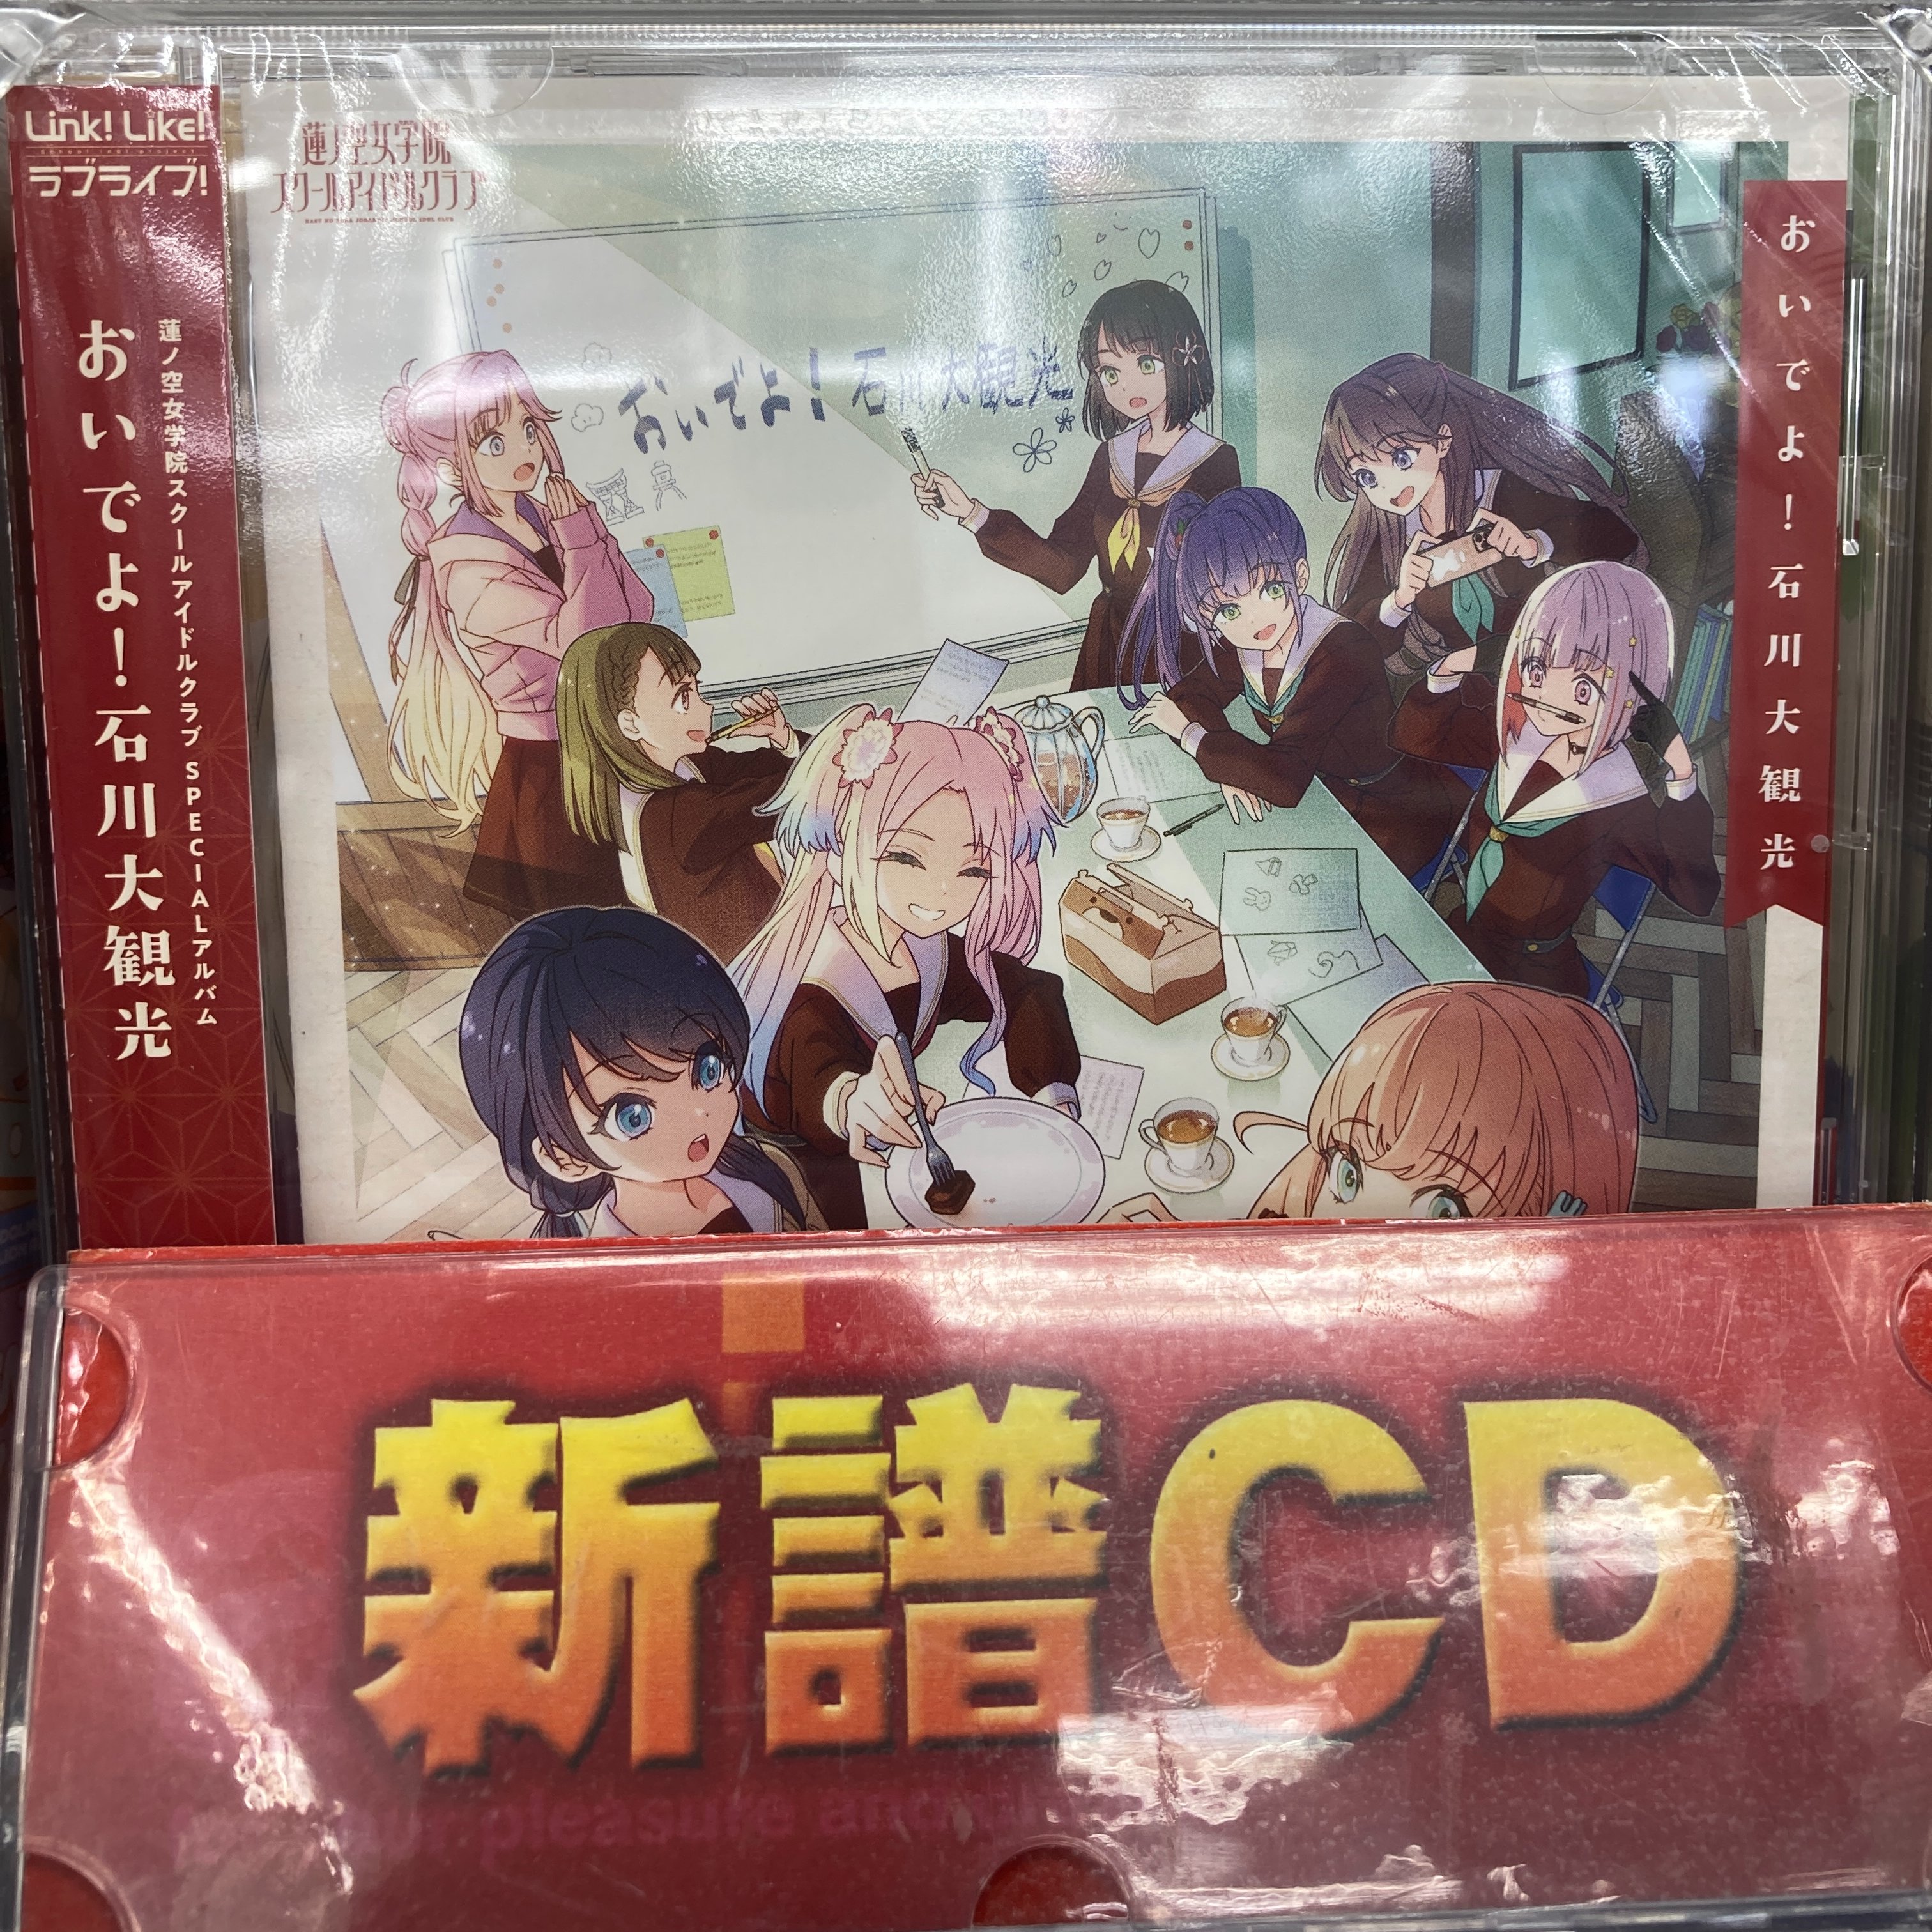 Link! Like!
ラブライブ!
蓮ノ空女学院スクールアイドルクラブ SPECIALアルバム
おいでよ!石川大観光
蓮ノ空女学院
スクールアイドルクラブ
おいでよ!石川大観光
おいでよ!石川大観光
新譜CD
pleasure and